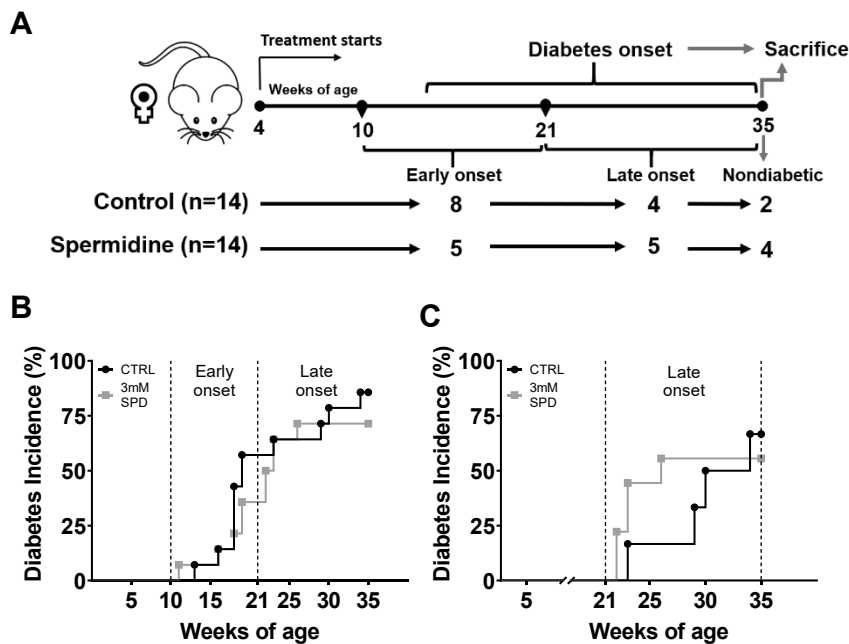 A
Treatment starts
Diabetes onset
Sacrifice
Weeks of age
4
10
21
35
Early onset
Late onset
Nondiabetic
Control (n=14)
8
4
2
Spermidine (n=14)
5
5
4
B
Diabetes Incidence (%)
100
75
50
25
0
CTRL
3mM
SPD
Early
onset
Late
onset
5
10
15
21
25
30
35
Weeks of age
C
Diabetes Incidence (%)
100
75
50
25
0
CTRL
3mM
SPD
Late
onset
5
21
25
30
35
Weeks of age